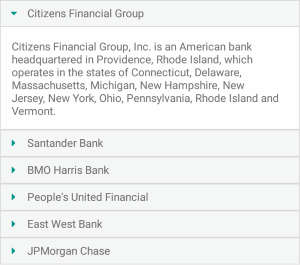 Citizens Financial Group
Citizens Financial Group, Inc. is an American bank
headquartered in Providence, Rhode Island, which
operates in the states of Connecticut, Delaware,
Massachusetts, Michigan, New Hampshire, New
Jersey, New York, Ohio, Pennsylvania, Rhode Island and
Vermont.
Santander Bank
BMO Harris Bank
People's United Financial
East West Bank
JPMorgan Chase